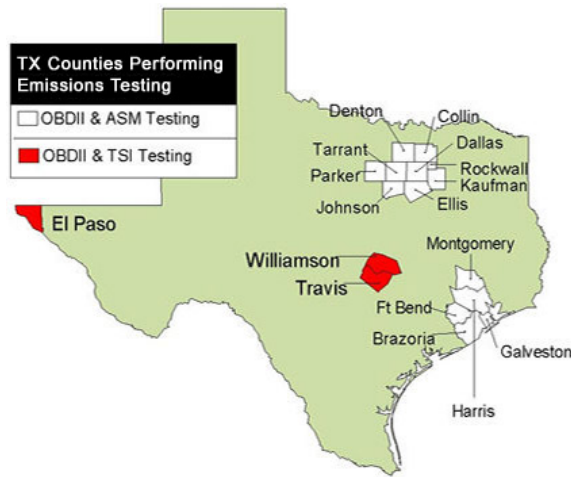 TX Counties Performing
Emissions Testing
OBDII & ASM Testing
OBDII & TSI Testing
Denton
Collin
Tarrant
Dallas
Parker
Rockwall
Kaufman
Johnson
Ellis
El Paso
Williamson
Travis
Montgomery
Ft Bend
Brazoria
Galveston
Harris